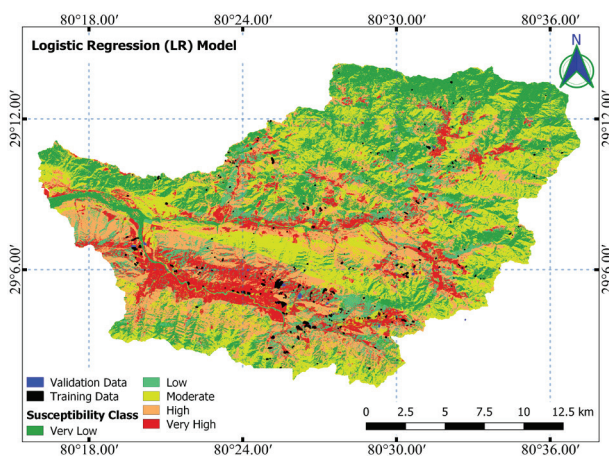 80°18.00'
80°24.00'
80°30.00'
80°36.00'
Logistic Regression (LR) Model
N
29°12.00'
29°12.00'
29°6.00'
29°6.00'
Validation Data
Training Data
Susceptibility Class
Very Low
Low
Moderate
High
Very High
0 2.5 5 7.5 10 12.5 km
80°18.00'
80°24.00'
80°30.00'
80°36.00'